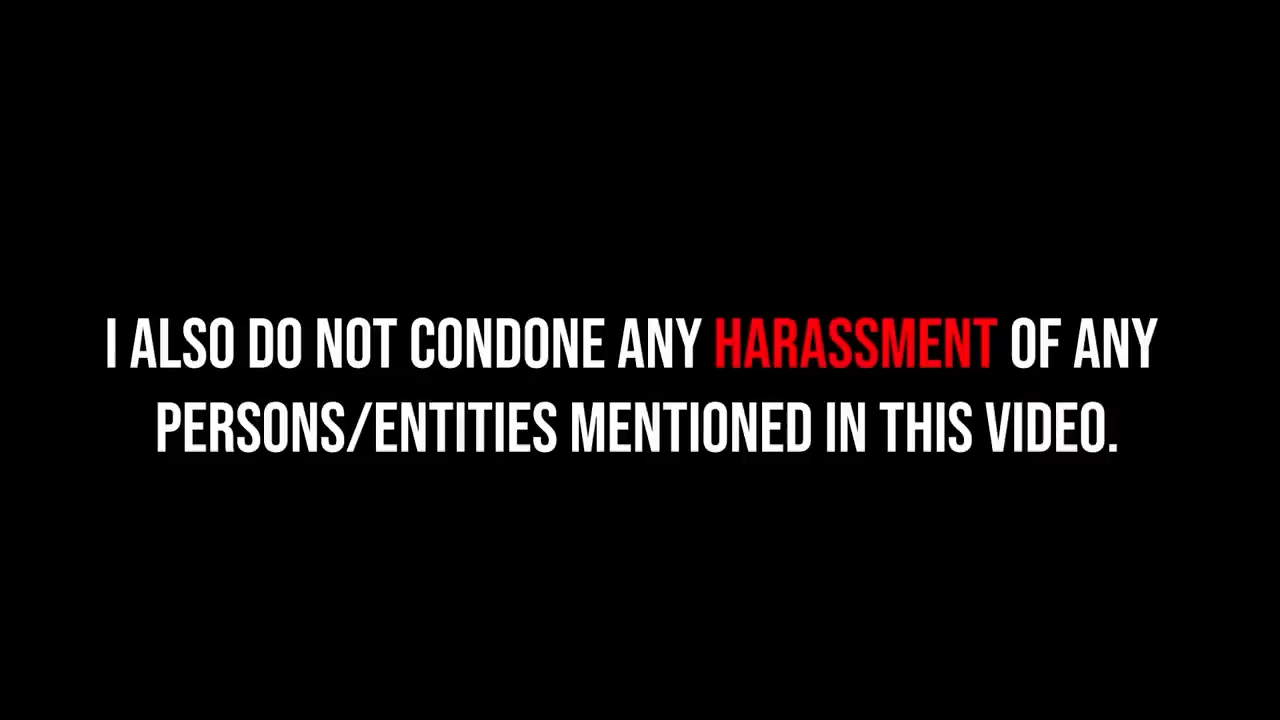 I ALSO DO NOT CONDONE ANY HARASSMENT OF ANY
PERSONS/ENTITIES MENTIONED IN THIS VIDEO.